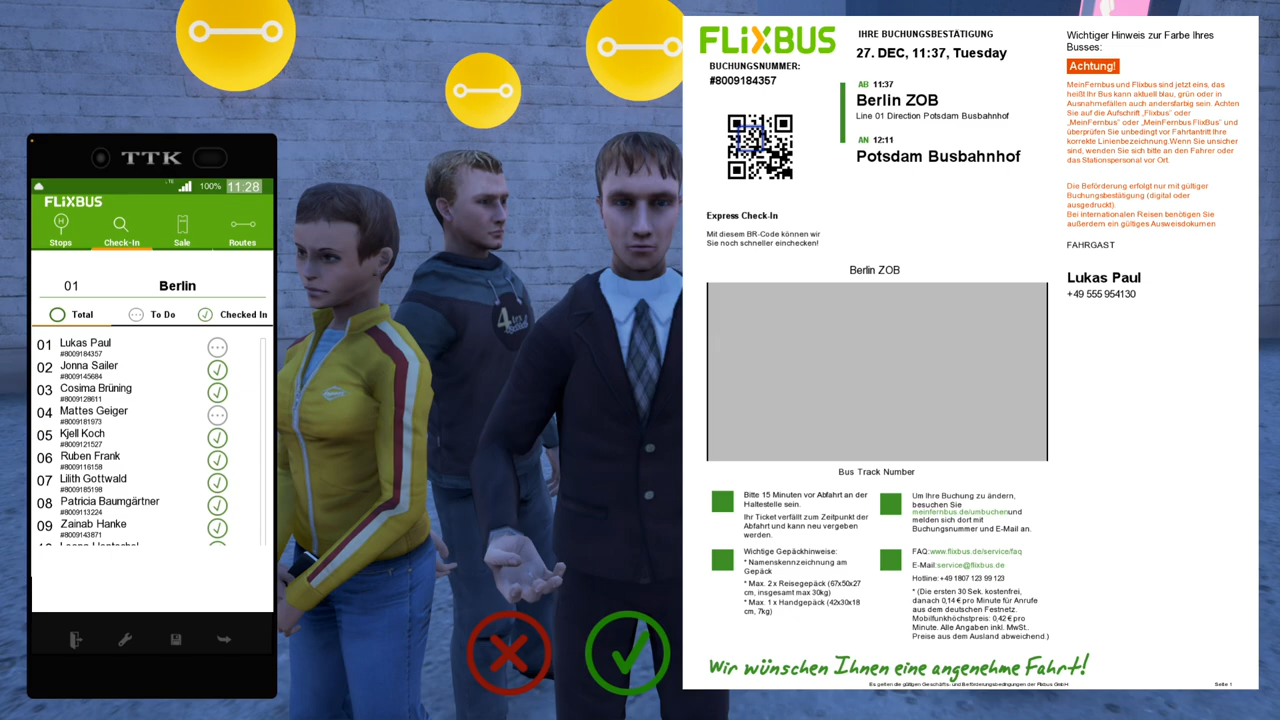 TTK
LTE
100%
11:28
FLiXBUS
H
Stops
Check-In
Sale
Routes
01
Berlin
Total
To Do
Checked In
01 Lukas Paul
#8009184357
02 Jonna Sailer
#8009145684
03 Cosima Brüning
#8009128611
04 Mattes Geiger
#8009181973
05 Kjell Koch
#8009121527
06 Ruben Frank
#8009116158
07 Lilith Gottwald
#8009185198
08 Patricia Baumgärtner
#8009113224
09 Zainab Hanke
#8009143871
FLiXBUS
BUCHUNGSNUMMER:
#8009184357
IHRE BUCHUNGSBESTÄTIGUNG
27. DEC, 11:37, Tuesday
AB 11:37
Berlin ZOB
Line 01 Direction Potsdam Busbahnhof
AN 12:11
Potsdam Busbahnhof
Express Check-In
Mit diesem BR-Code können wir
Sie noch schneller einchecken!
Berlin ZOB
Bus Track Number
Bitte 15 Minuten vor Abfahrt an der
Haltestelle sein.
Ihr Ticket verfällt zum Zeitpunkt der
Abfahrt und kann neu vergeben
werden.
Wichtige Gepäckhinweise:
* Namenskennzeichnung am
Gepäck
* Max. 2 x Reisegepäck (67x50x27
cm, insgesamt max 30kg)
* Max. 1 x Handgepäck (42x30x18
cm, 7kg)
Um Ihre Buchung zu ändern,
besuchen Sie
meinfernbus.de/umbuchenund
melden sich dort mit
Buchungsnummer und E-Mail an.
FAQ:www.flixbus.de/service/faq
E-Mail:service@flixbus.de
Hotline:+49 1807 123 99 123
* (Die ersten 30 Sek. kostenfrei,
danach 0,14 € pro Minute für Anrufe
aus dem deutschen Festnetz.
Mobilfunkhöchstpreis: 0,42 € pro
Minute. Alle Angaben inkl. MwSt..
Preise aus dem Ausland abweichend.)
Wir wünschen Ihnen eine angenehme Fahrt!
Es gelten die gültigen Geschäfts- und Beförderungsbedingungen der Flixbus GmbH
Seite 1
Wichtiger Hinweis zur Farbe Ihres
Busses:
Achtung!
MeinFernbus und Flixbus sind jetzt eins, das
heißt Ihr Bus kann aktuell blau, grün oder in
Ausnahmefällen auch andersfarbig sein. Achten
Sie auf die Aufschrift „Flixbus" oder
„MeinFernbus" oder „MeinFernbus FlixBus" und
überprüfen Sie unbedingt vor Fahrtantritt Ihre
korrekte Linienbezeichnung.Wenn Sie unsicher
sind, wenden Sie sich bitte an den Fahrer oder
das Stationspersonal vor Ort.
Die Beförderung erfolgt nur mit gültiger
Buchungsbestätigung (digital oder
ausgedruckt).
Bei internationalen Reisen benötigen Sie
außerdem ein gültiges Ausweisdokumen
FAHRGAST
Lukas Paul
+49 555 954130